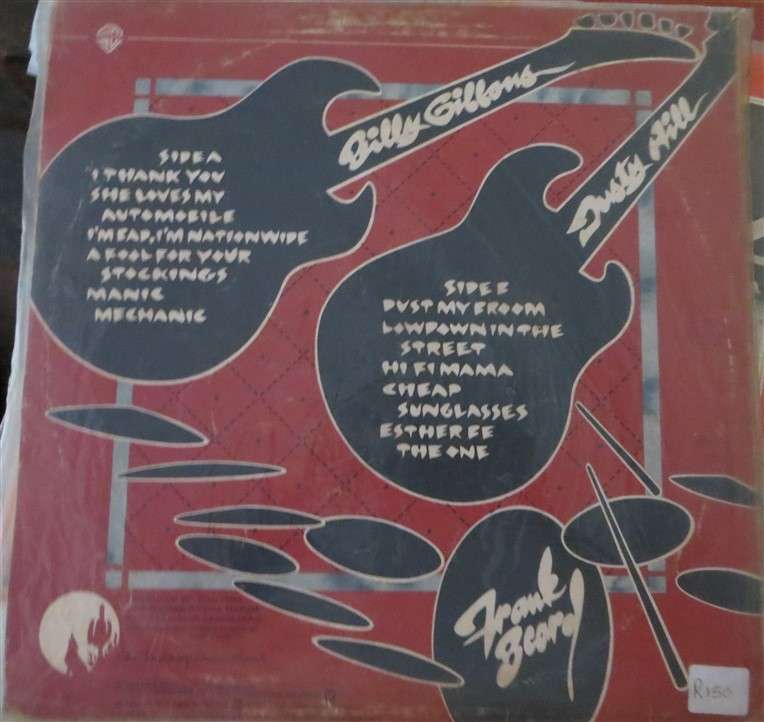 Billy Gibbons
Dusty Hill
SIDE A
I THANK YOU
SHE LOVES MY
AUTOMOBILE
I'M BAD, I'M NATIONWIDE
A FOOL FOR YOUR
STOCKINGS
MANIC
MECHANIC
SIDE B
DUST MY BROOM
LOWDOWN IN THE
STREET
HI FI MAMA
CHEAP
SUNGLASSES
ESTHER BE
THE ONE
Frank
Beard
R150